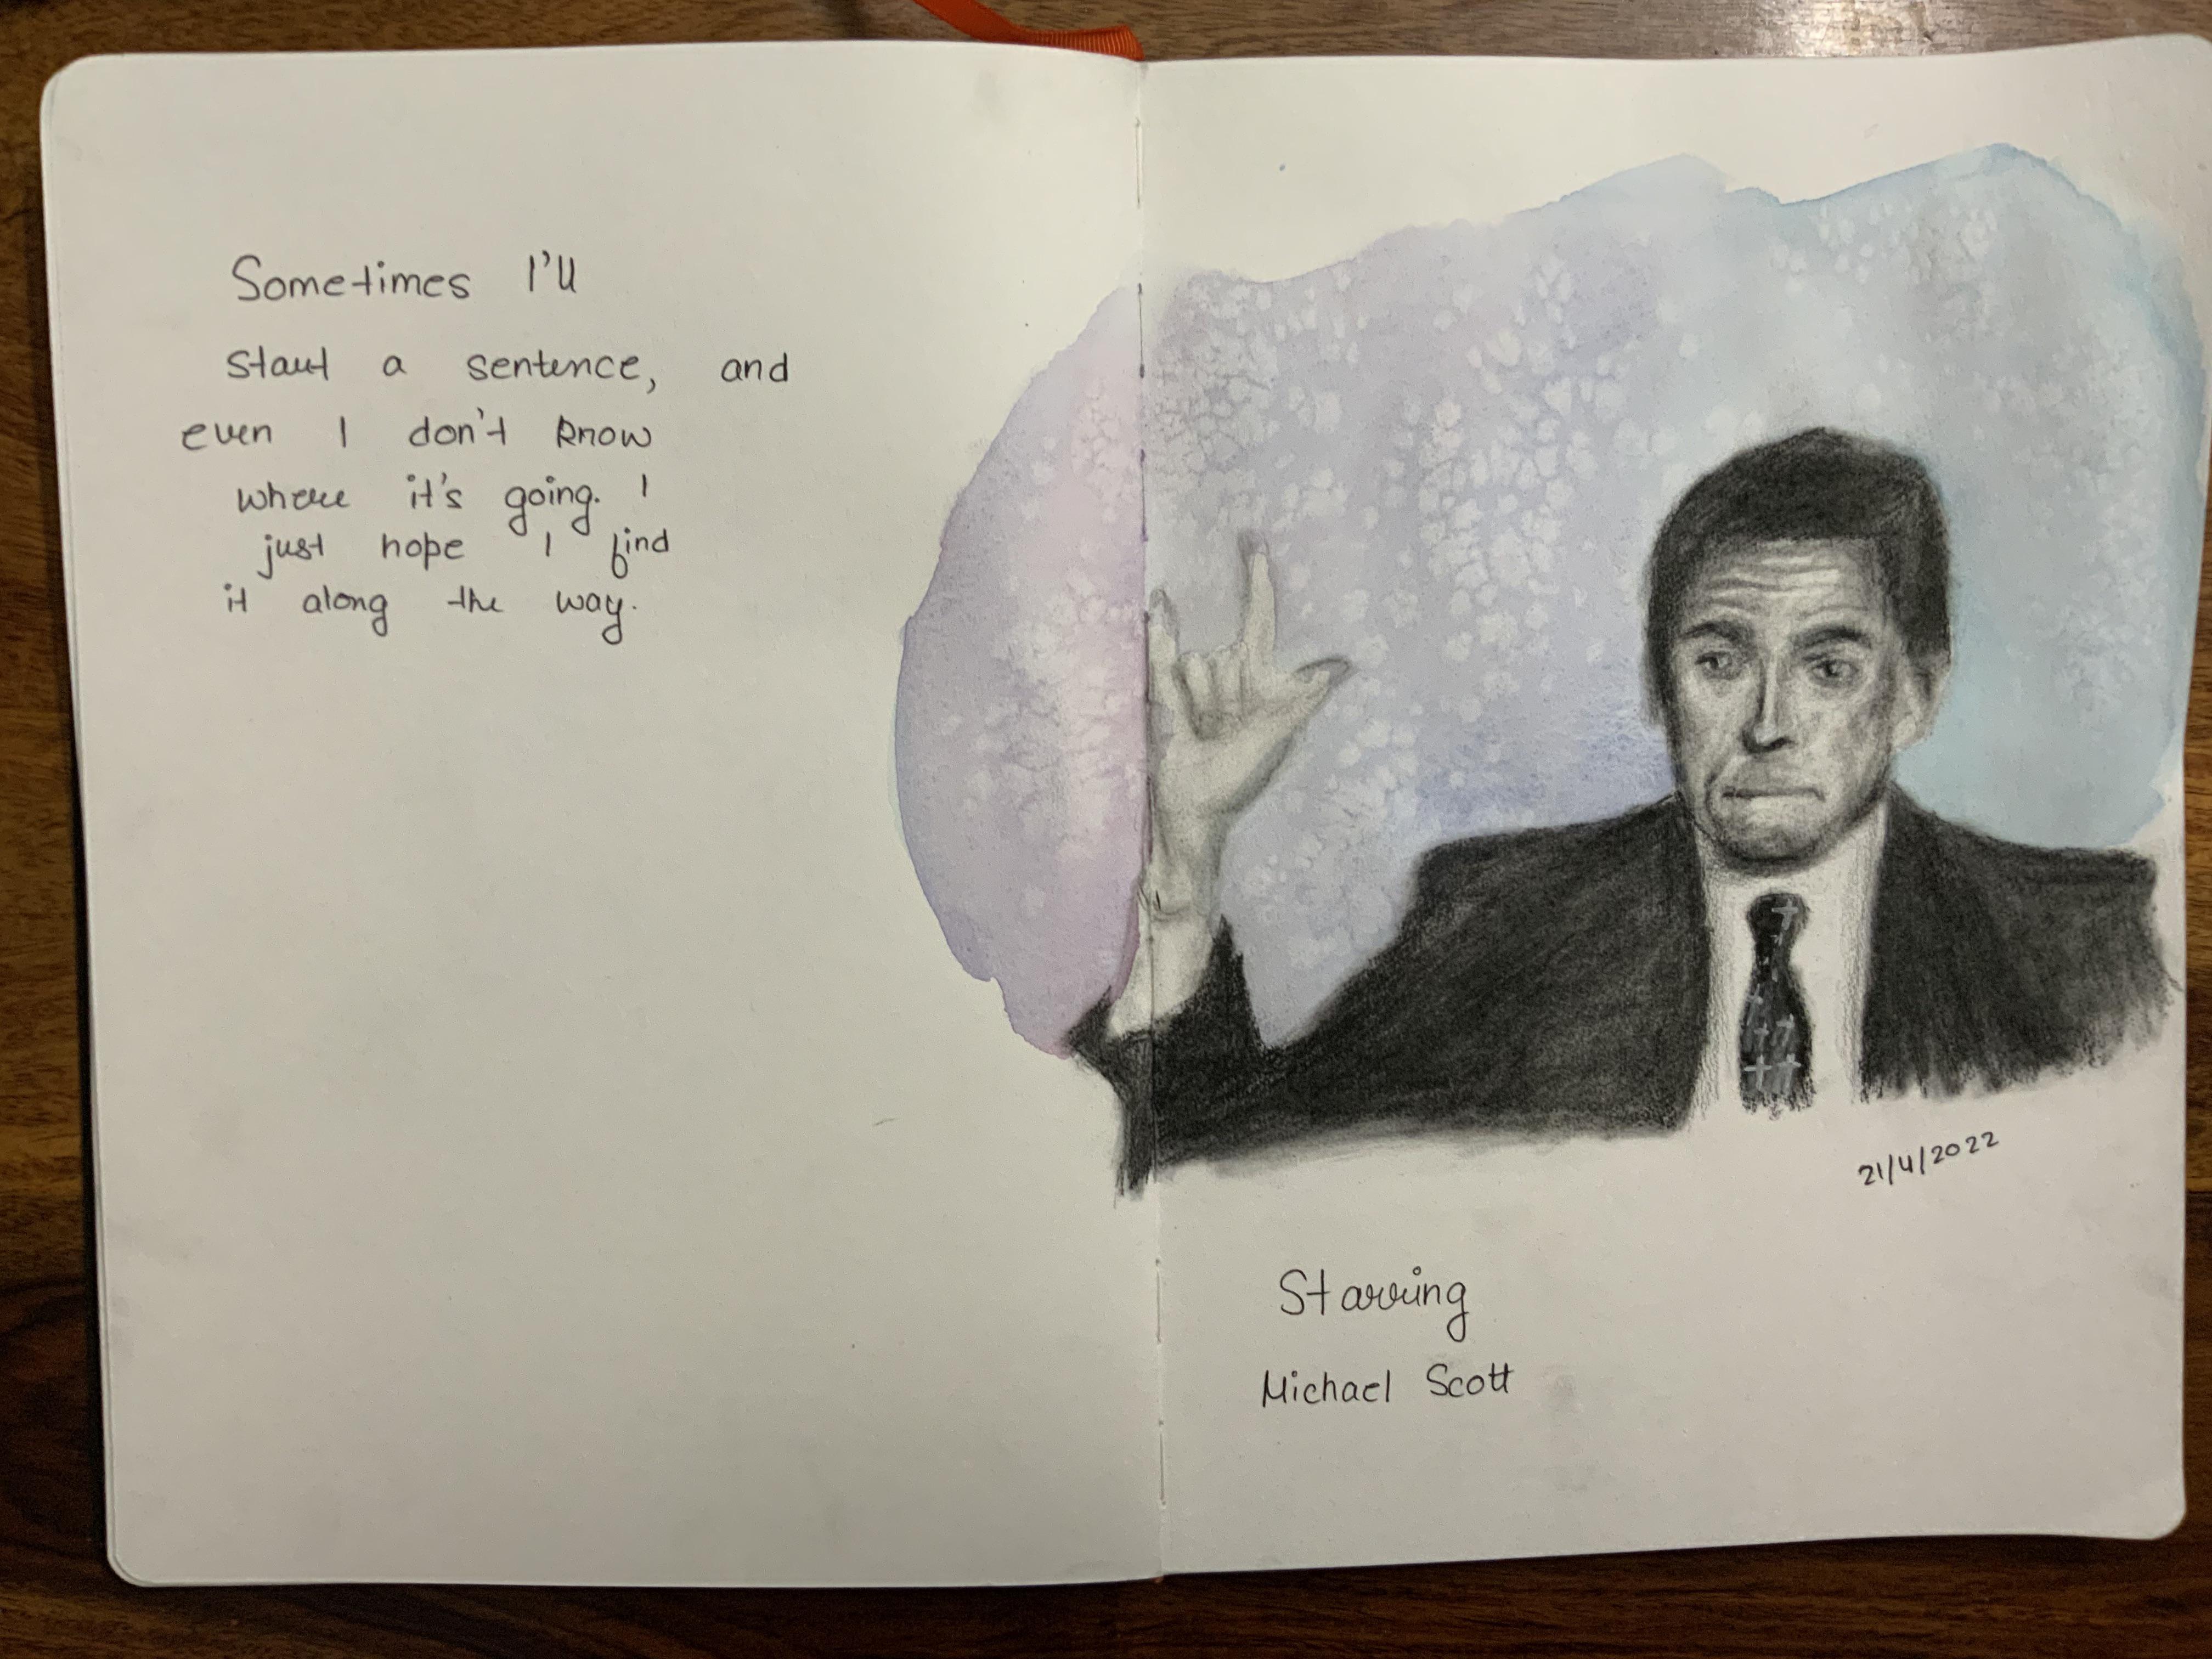 Sometimes I'll
start a sentence, and
even I don't know
where it's going. I
just hope I find
it along the way.
21/4/2022
Starring
Michael Scott